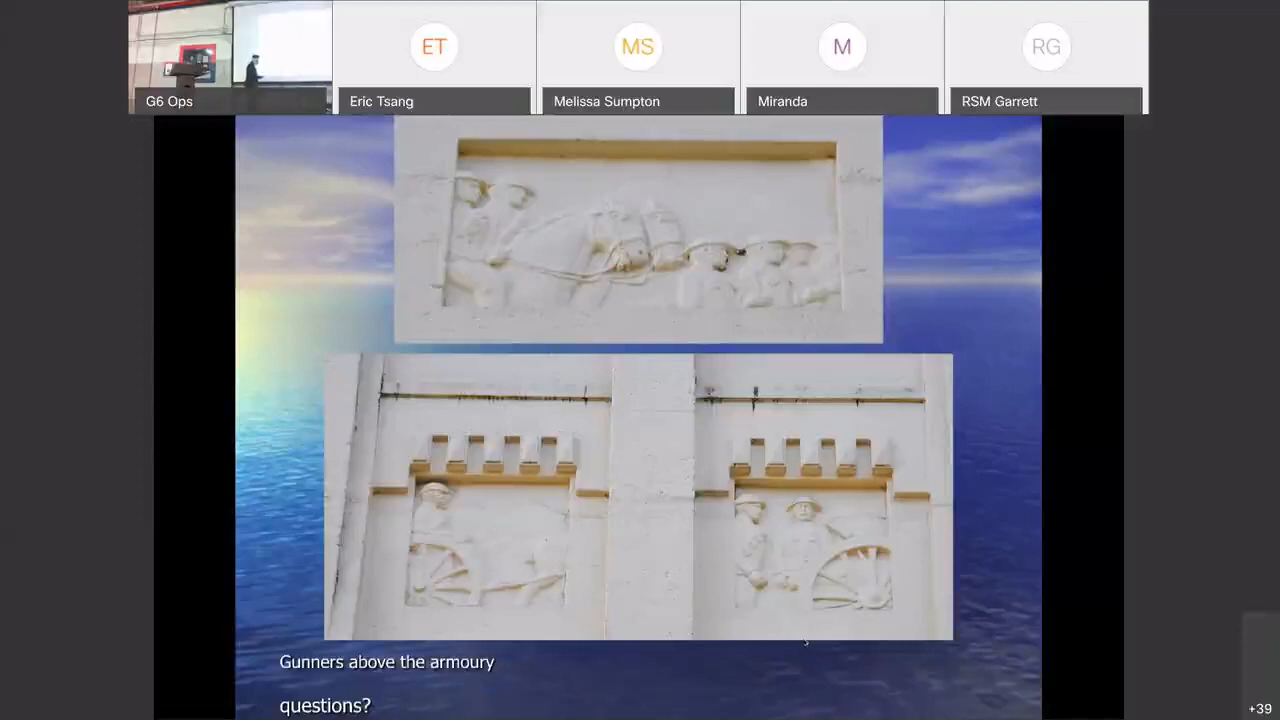 ET
MS
M
RG
G6 Ops
Eric Tsang
Melissa Sumpton
Miranda
RSM Garrett
Gunners above the armoury
questions?
+39